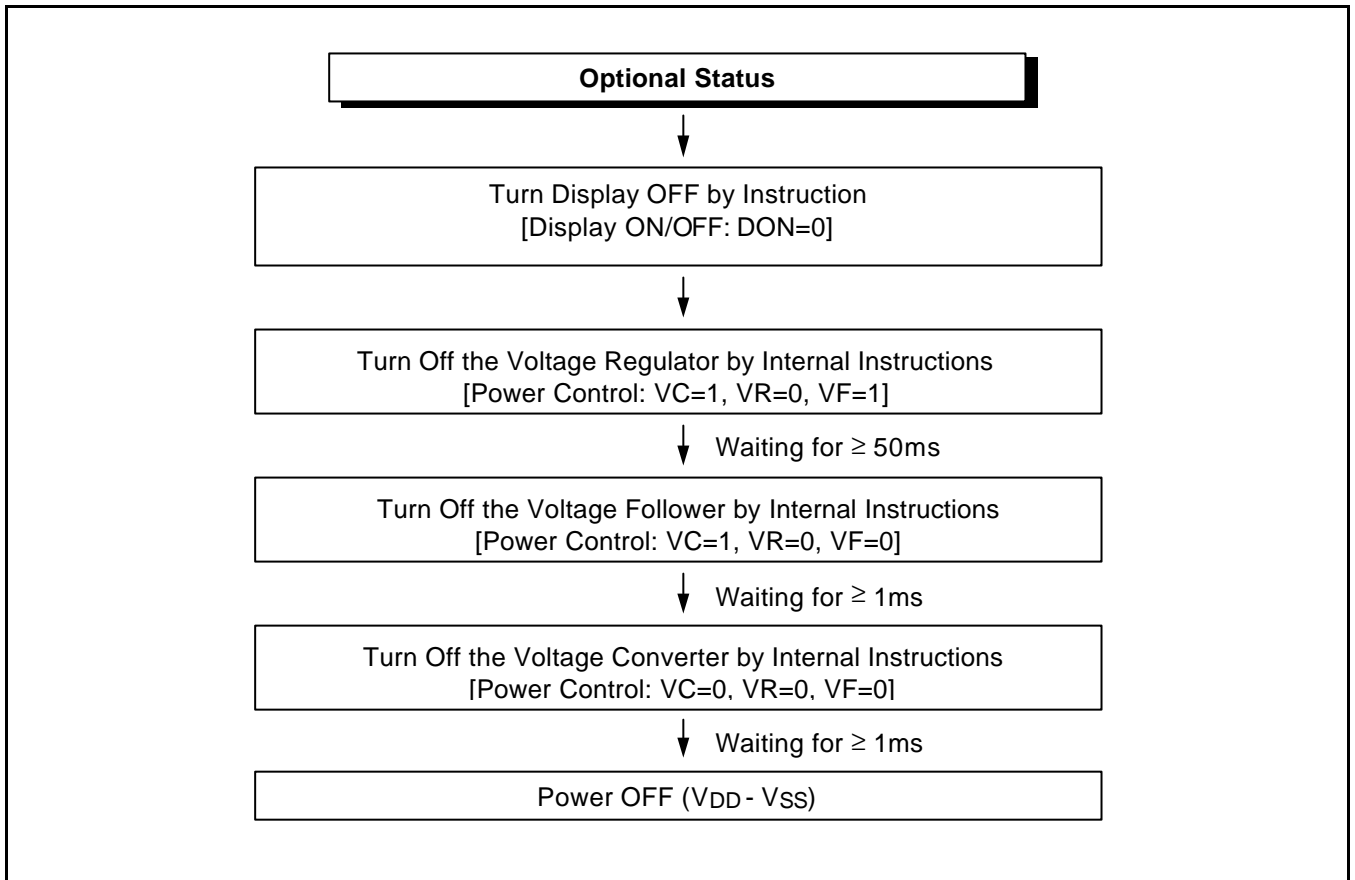 Optional Status
Turn Display OFF by Instruction
[Display ON/OFF: DON=0]
Turn Off the Voltage Regulator by Internal Instructions
[Power Control: VC=1, VR=0, VF=1]
Waiting for ≥ 50ms
Turn Off the Voltage Follower by Internal Instructions
[Power Control: VC=1, VR=0, VF=0]
Waiting for ≥ 1ms
Turn Off the Voltage Converter by Internal Instructions
[Power Control: VC=0, VR=0, VF=0]
Waiting for ≥ 1ms
Power OFF (VDD - VSS)